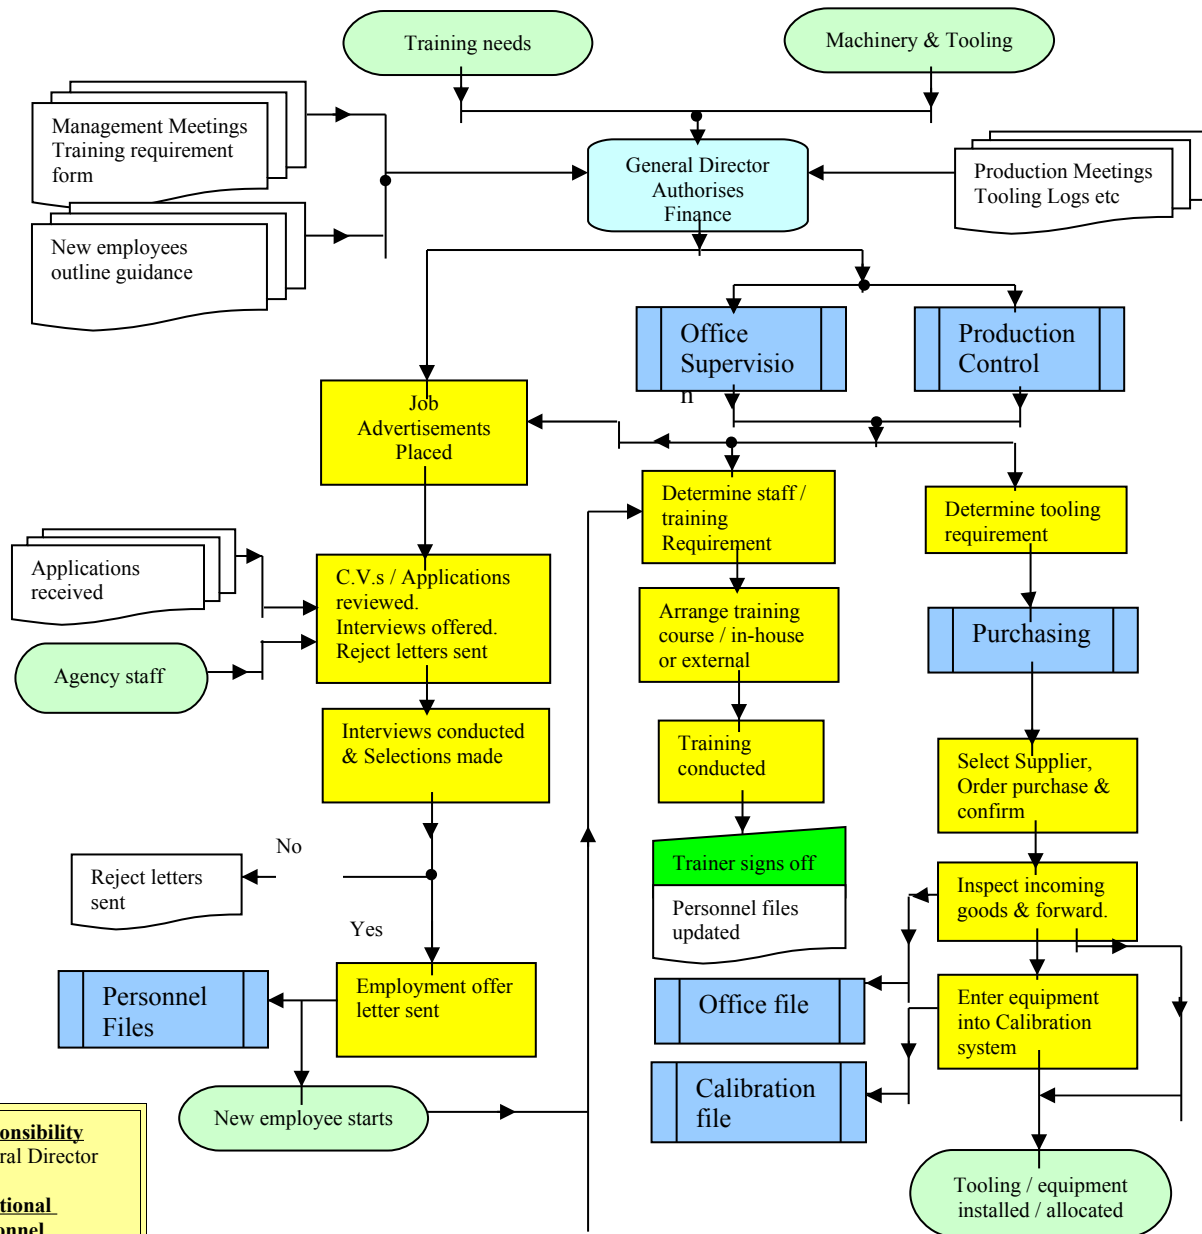 Training needs
Machinery & Tooling
Management Meetings
Training requirement
form
General Director
Authorises
Finance
Production Meetings
Tooling Logs etc
New employees
outline guidance
Office
Supervisio
n
Production
Control
Job
Advertisements
Placed
Determine staff /
training
Requirement
Determine tooling
requirement
Applications
received
C.V.s / Applications
reviewed.
Interviews offered.
Reject letters sent
Arrange training
course / in-house
or external
Purchasing
Agency staff
Interviews conducted
& Selections made
Training
conducted
Select Supplier,
Order purchase &
confirm
No
Reject letters
sent
Trainer signs off
Personnel files
updated
Inspect incoming
goods & forward.
Yes
Personnel
Files
Employment offer
letter sent
Office file
Enter equipment
into Calibration
system
Calibration
file
New employee starts
onsibility
ral Director
tional
onnel
Tooling / equipment
installed / allocated